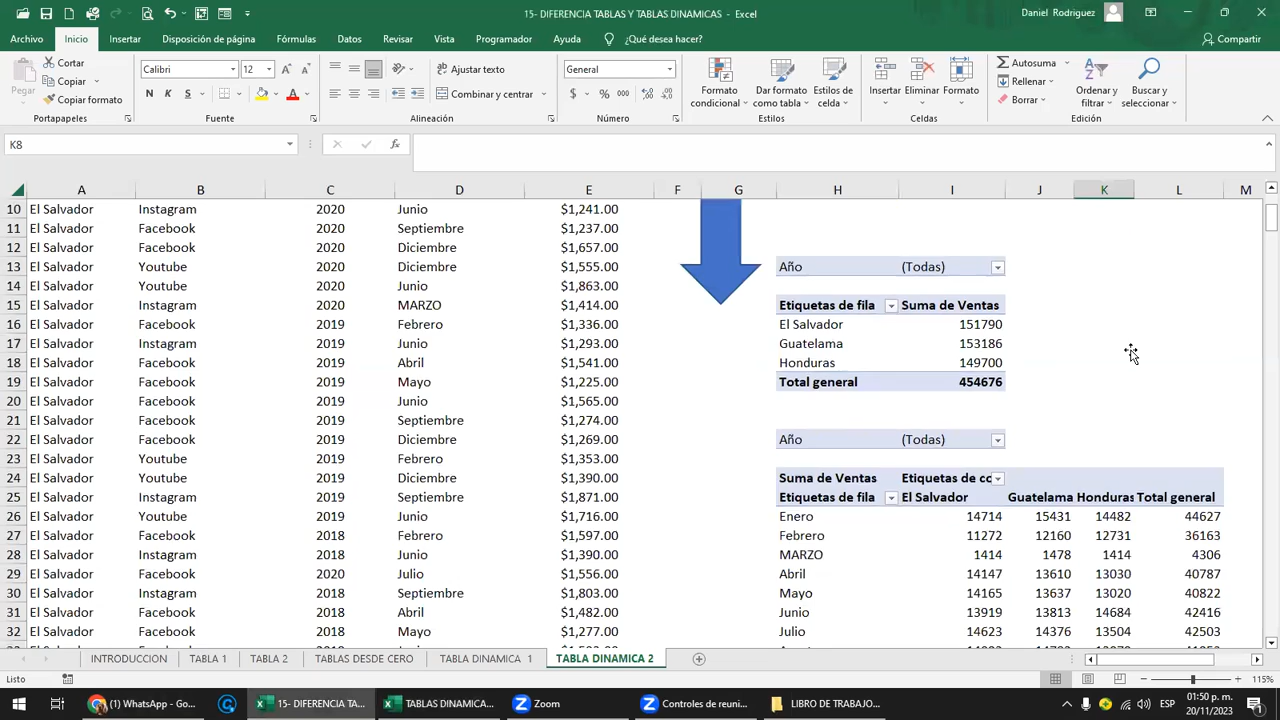 15- DIFERENCIA TABLAS Y TABLAS DINAMICAS - Excel
Daniel Rodriguez
Archivo Inicio Insertar Disposición de página Fórmulas Datos Revisar Vista Programador Ayuda ¿Qué desea hacer? Compartir
Pegar
Cortar
Copiar
Copiar formato
Portapapeles
Calibri 12
N K S
Fuente
Ajustar texto
Combinar y centrar
Alineación
General
$ % 000
Número
Formato condicional
Dar formato como tabla
Estilos de celda
Estilos
Insertar Eliminar Formato
Celdas
Autosuma
Rellenar
Borrar
Ordenar y filtrar
Buscar y seleccionar
Edición
K8 fx
A B C D E F G H I J K L M
10 El Salvador Instagram 2020 Junio $1,241.00
11 El Salvador Facebook 2020 Septiembre $1,237.00
12 El Salvador Facebook 2020 Diciembre $1,657.00
13 El Salvador Youtube 2020 Diciembre $1,555.00 Año (Todas)
14 El Salvador Youtube 2020 Junio $1,863.00
15 El Salvador Instagram 2020 MARZO $1,414.00 Etiquetas de fila Suma de Ventas
16 El Salvador Facebook 2019 Febrero $1,336.00 El Salvador 151790
17 El Salvador Instagram 2019 Junio $1,293.00 Guatelama 153186
18 El Salvador Facebook 2019 Abril $1,541.00 Honduras 149700
19 El Salvador Facebook 2019 Mayo $1,225.00 Total general 454676
20 El Salvador Facebook 2019 Junio $1,565.00
21 El Salvador Facebook 2019 Septiembre $1,274.00
22 El Salvador Facebook 2019 Diciembre $1,269.00 Año (Todas)
23 El Salvador Youtube 2019 Febrero $1,353.00
24 El Salvador Youtube 2019 Diciembre $1,390.00 Suma de Ventas Etiquetas de co
25 El Salvador Instagram 2019 Septiembre $1,871.00 Etiquetas de fila El Salvador Guatelama Honduras Total general
26 El Salvador Youtube 2019 Junio $1,716.00 Enero 14714 15431 14482 44627
27 El Salvador Facebook 2018 Febrero $1,597.00 Febrero 11272 12160 12731 36163
28 El Salvador Instagram 2018 Junio $1,390.00 MARZO 1414 1478 1414 4306
29 El Salvador Facebook 2020 Julio $1,556.00 Abril 14147 13610 13030 40787
30 El Salvador Instagram 2018 Septiembre $1,803.00 Mayo 14165 13637 13020 40822
31 El Salvador Facebook 2018 Abril $1,482.00 Junio 13919 13813 14684 42416
32 El Salvador Facebook 2018 Mayo $1,277.00 Julio 14623 14376 13504 42503
INTRODUCCION TABLA 1 TABLA 2 TABLAS DESDE CERO TABLA DINAMICA 1 TABLA DINAMICA 2
Listo 115%
(1) WhatsApp - Go... 15- DIFERENCIA TA... TABLAS DINAMICA... Zoom Controles de reuni... LIBRO DE TRABAJO... ESP 01:50 p. m.
20/11/2023